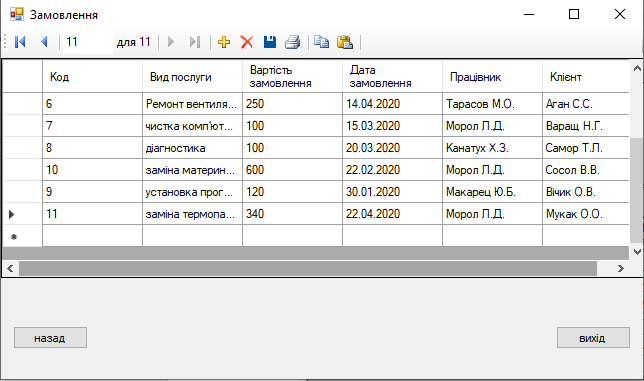 Замовлення
11 для 11
Код Вид послуги Вартість замовлення Дата замовлення Працівник Клієнт
6 Ремонт вентиля... 250 14.04.2020 Тарасов М.О. Аган С.С.
7 чистка комп'ют... 100 15.03.2020 Морол Л.Д. Варащ Н.Г.
8 діагностика 100 20.03.2020 Канатух Х.З. Самор Т.Л.
10 заміна материн... 600 22.02.2020 Морол Л.Д. Сосол В.В.
9 установка прог... 120 30.01.2020 Макарец Ю.Б. Вічик О.В.
11 заміна термопа... 340 22.04.2020 Морол Л.Д. Мукак О.О.
назад вихід